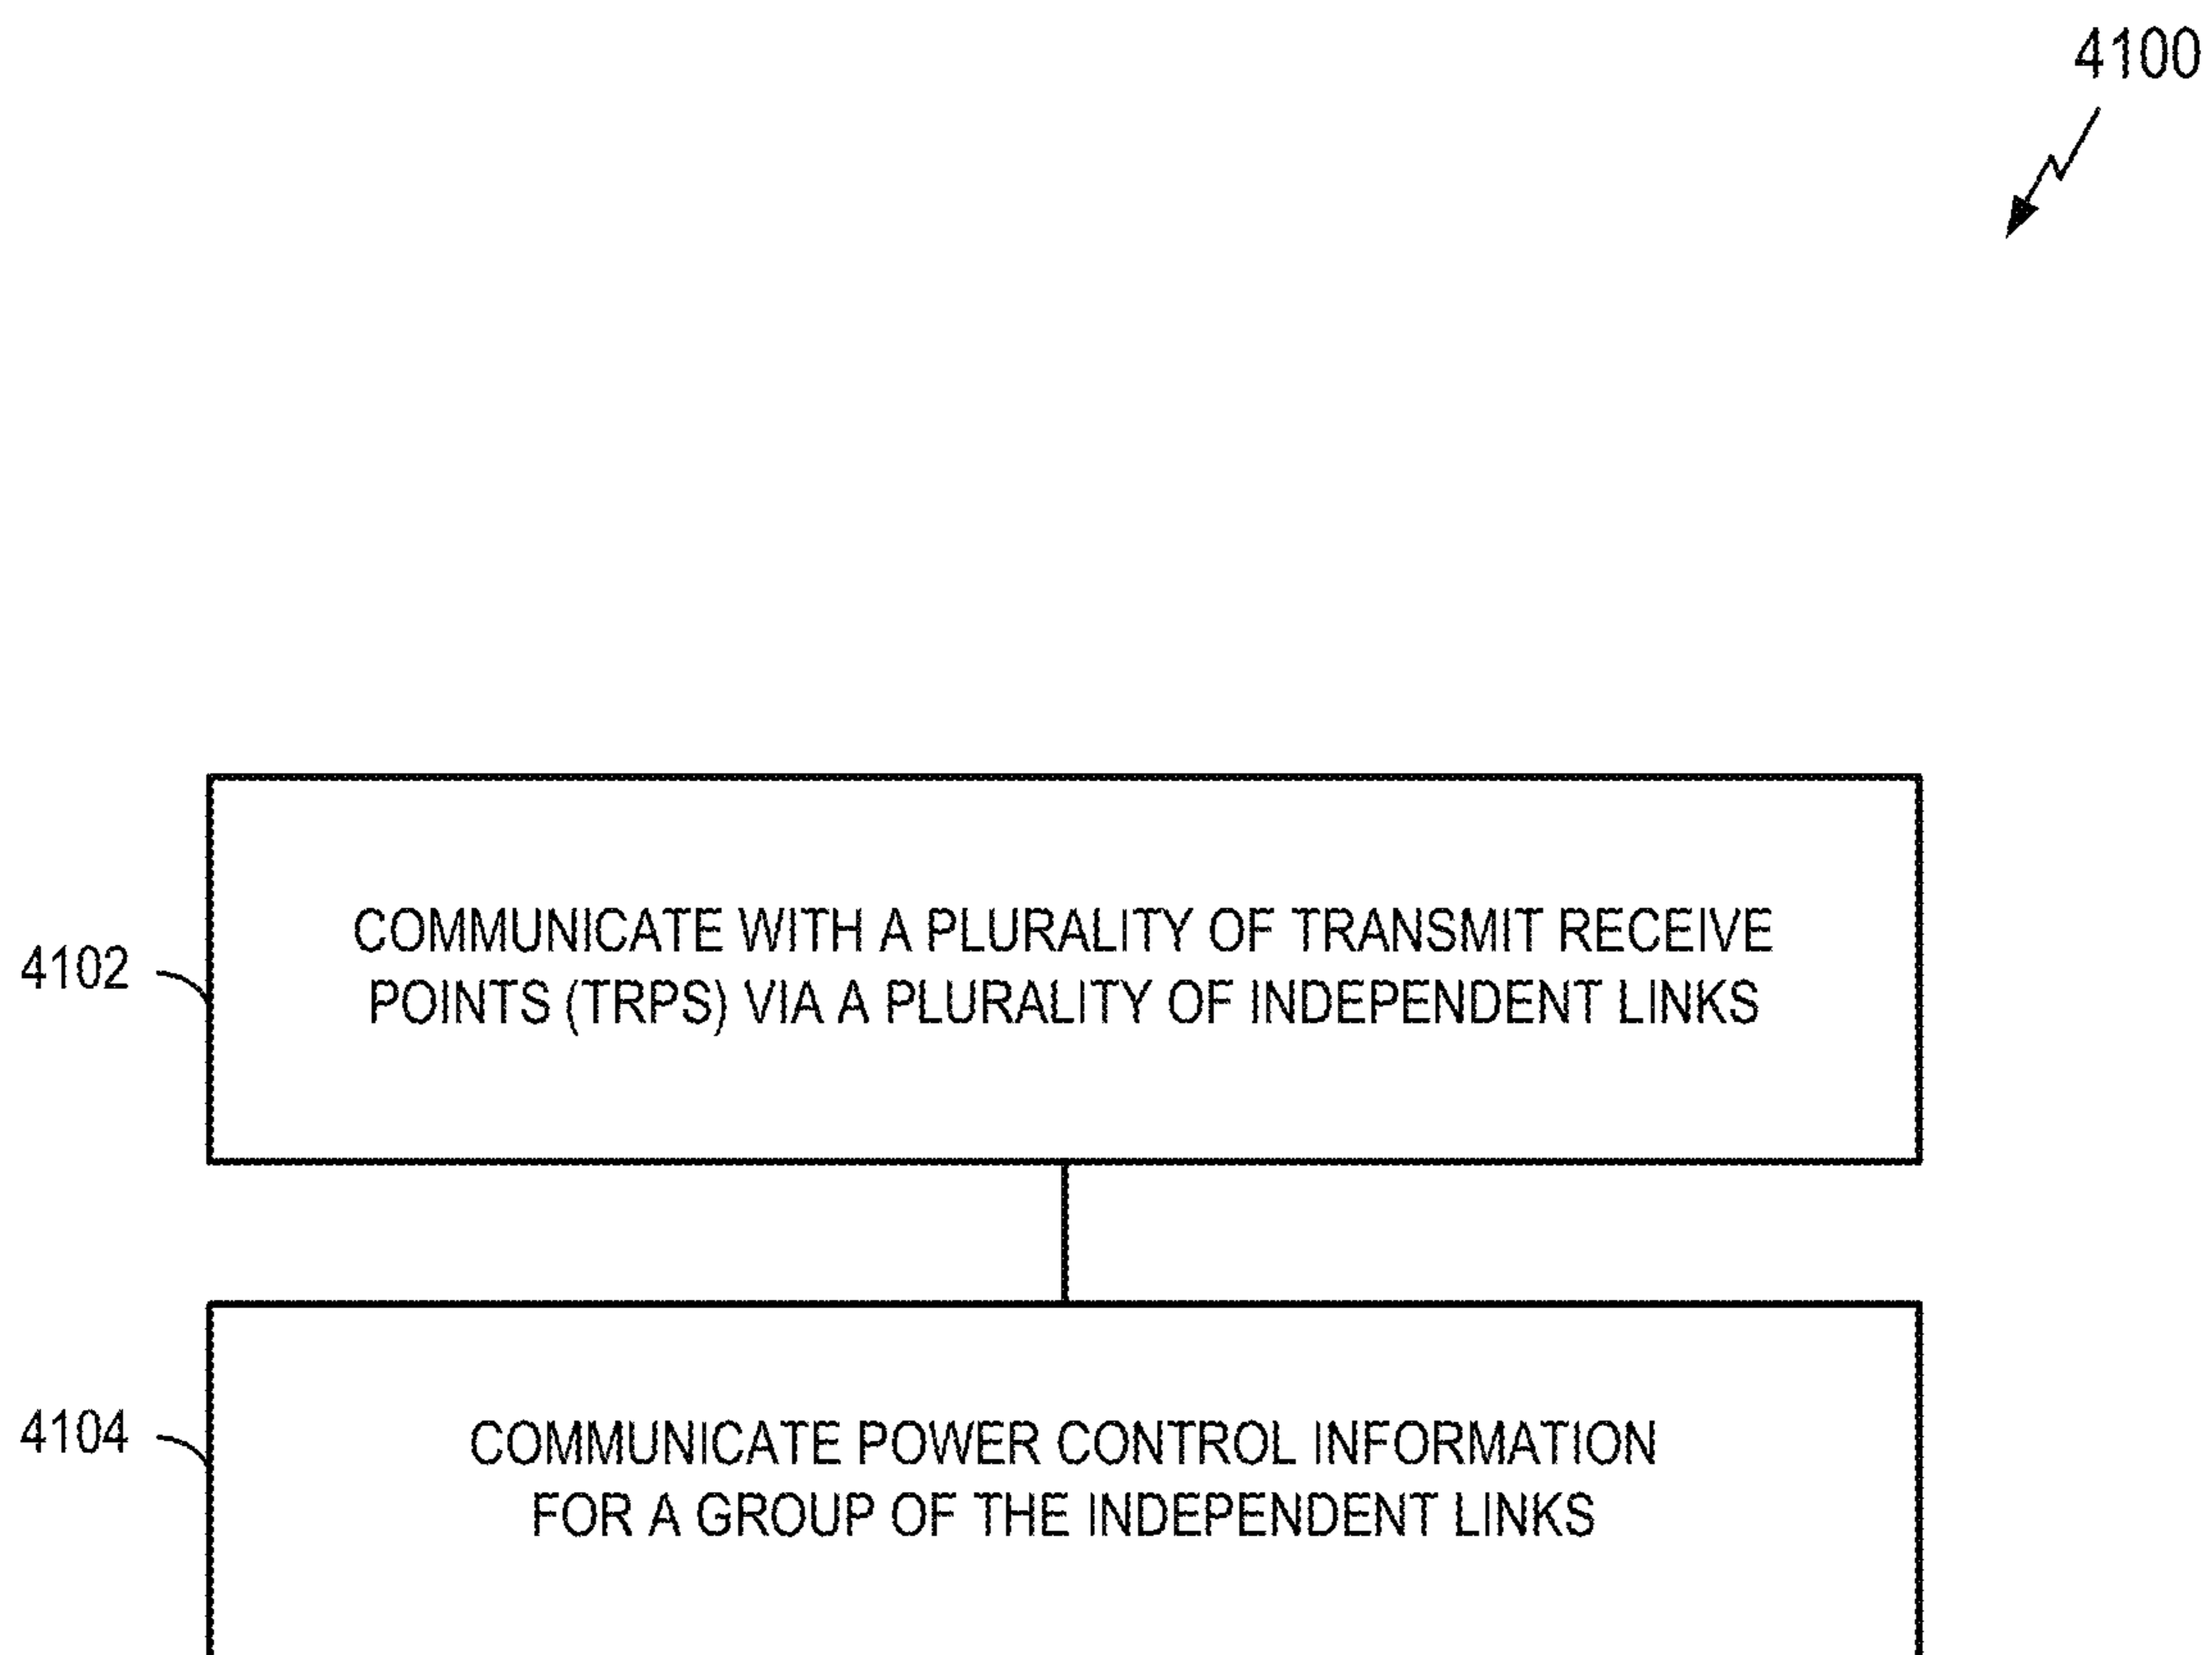 4100
4102
COMMUNICATE WITH A PLURALITY OF TRANSMIT RECEIVE
POINTS (TRPS) VIA A PLURALITY OF INDEPENDENT LINKS
4104
COMMUNICATE POWER CONTROL INFORMATION
FOR A GROUP OF THE INDEPENDENT LINKS